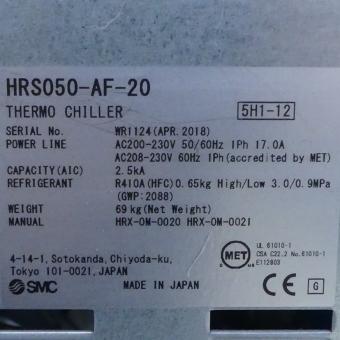 HRS050-AF-20
THERMO CHILLER 5H1-12
SERIAL No. WR1124(APR. 2018)
POWER LINE AC200-230V 50/60Hz 1Ph 17.0A
AC208-230V 60Hz 1Ph(accredited by MET)
CAPACITY(AIC) 2.5kA
REFRIGERANT R410A(HFC)0.65kg High/Low 3.0/0.9MPa
(GWP:2088)
WEIGHT 69kg(Net Weight)
MANUAL HRX-OM-O020 HRX-OM-O021
4-14-1, Sotokanda, Chiyoda-ku,
Tokyo 101-0021, JAPAN
SMC MADE IN JAPAN
MET
C US
UL 61010-1
CSA C22.2 No.61010-1
E112803
CE
G